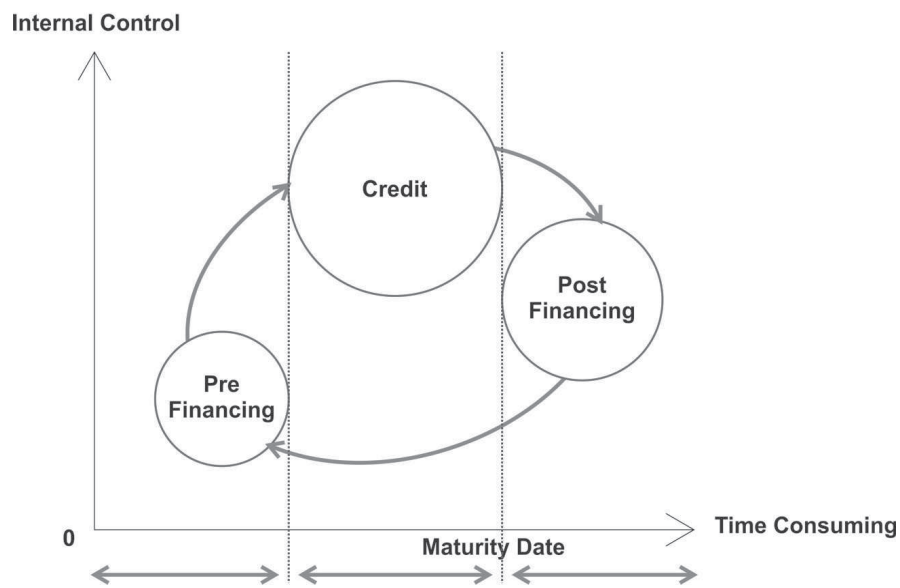 Internal Control
Credit
Post
Financing
Pre
Financing
0
Time Consuming
Maturity Date